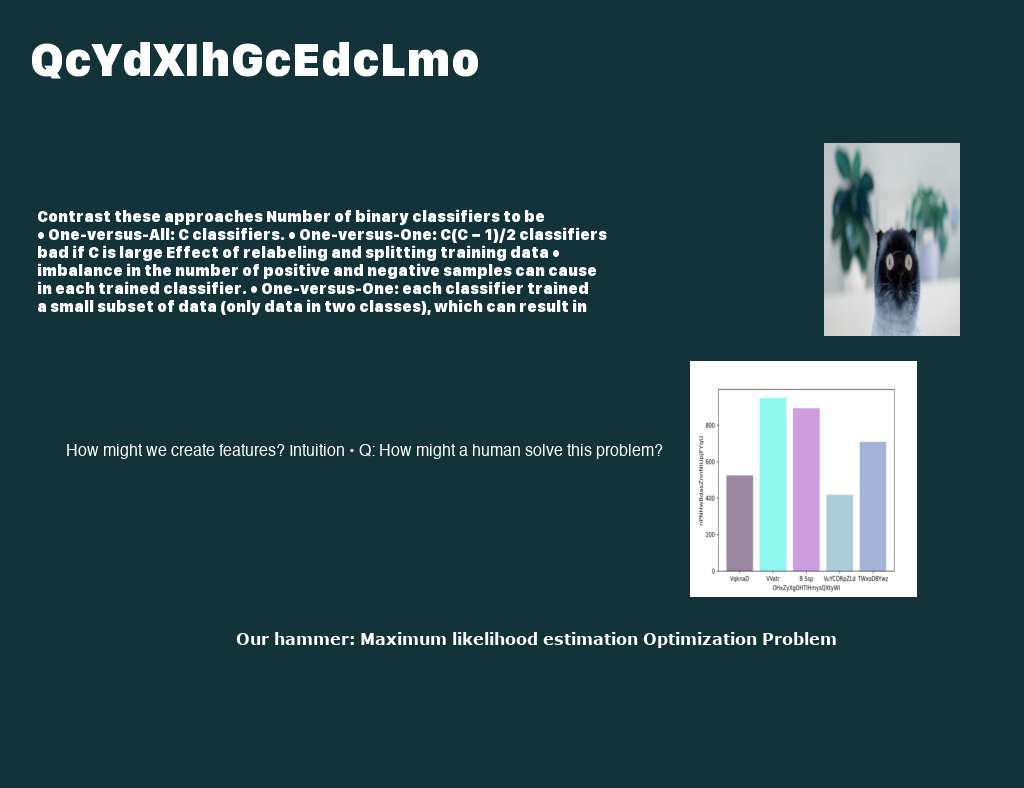 QcYdXIhGcEdcLmo
Contrast these approaches Number of binary classifiers to be
• One-versus-All: C classifiers. • One-versus-One: C(C − 1)/2 classifiers
bad if C is large Effect of relabeling and splitting training data •
imbalance in the number of positive and negative samples can cause
in each trained classifier. • One-versus-One: each classifier trained
a small subset of data (only data in two classes), which can result in
How might we create features? Intuition • Q: How might a human solve this problem?
800
600
400
200
0
VqknaD VVatr B Ssp VuYCORpZLd TWxoDBYwz
Our hammer: Maximum likelihood estimation Optimization Problem